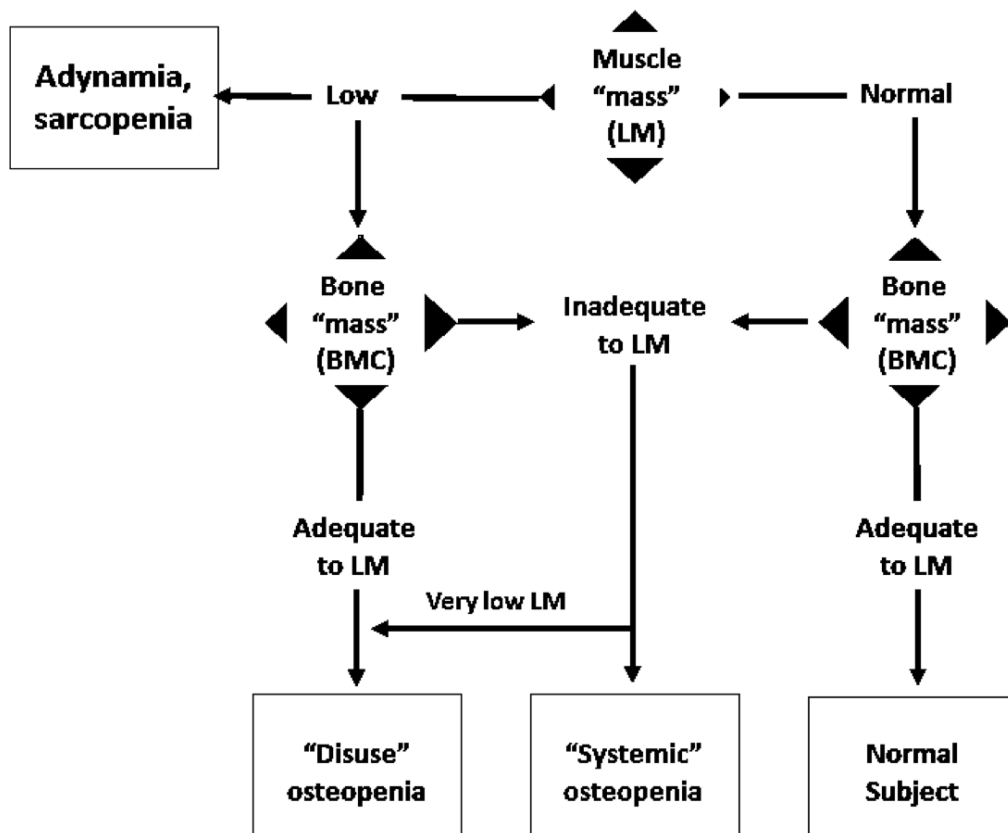 Adynamia,
sarcopenia
Low
Muscle
“mass”
(LM)
Normal
Bone
“mass”
(BMC)
Inadequate
to LM
Bone
“mass”
(BMC)
Adequate
to LM
Very low LM
Adequate
to LM
“Disuse”
osteopenia
“Systemic”
osteopenia
Normal
Subject